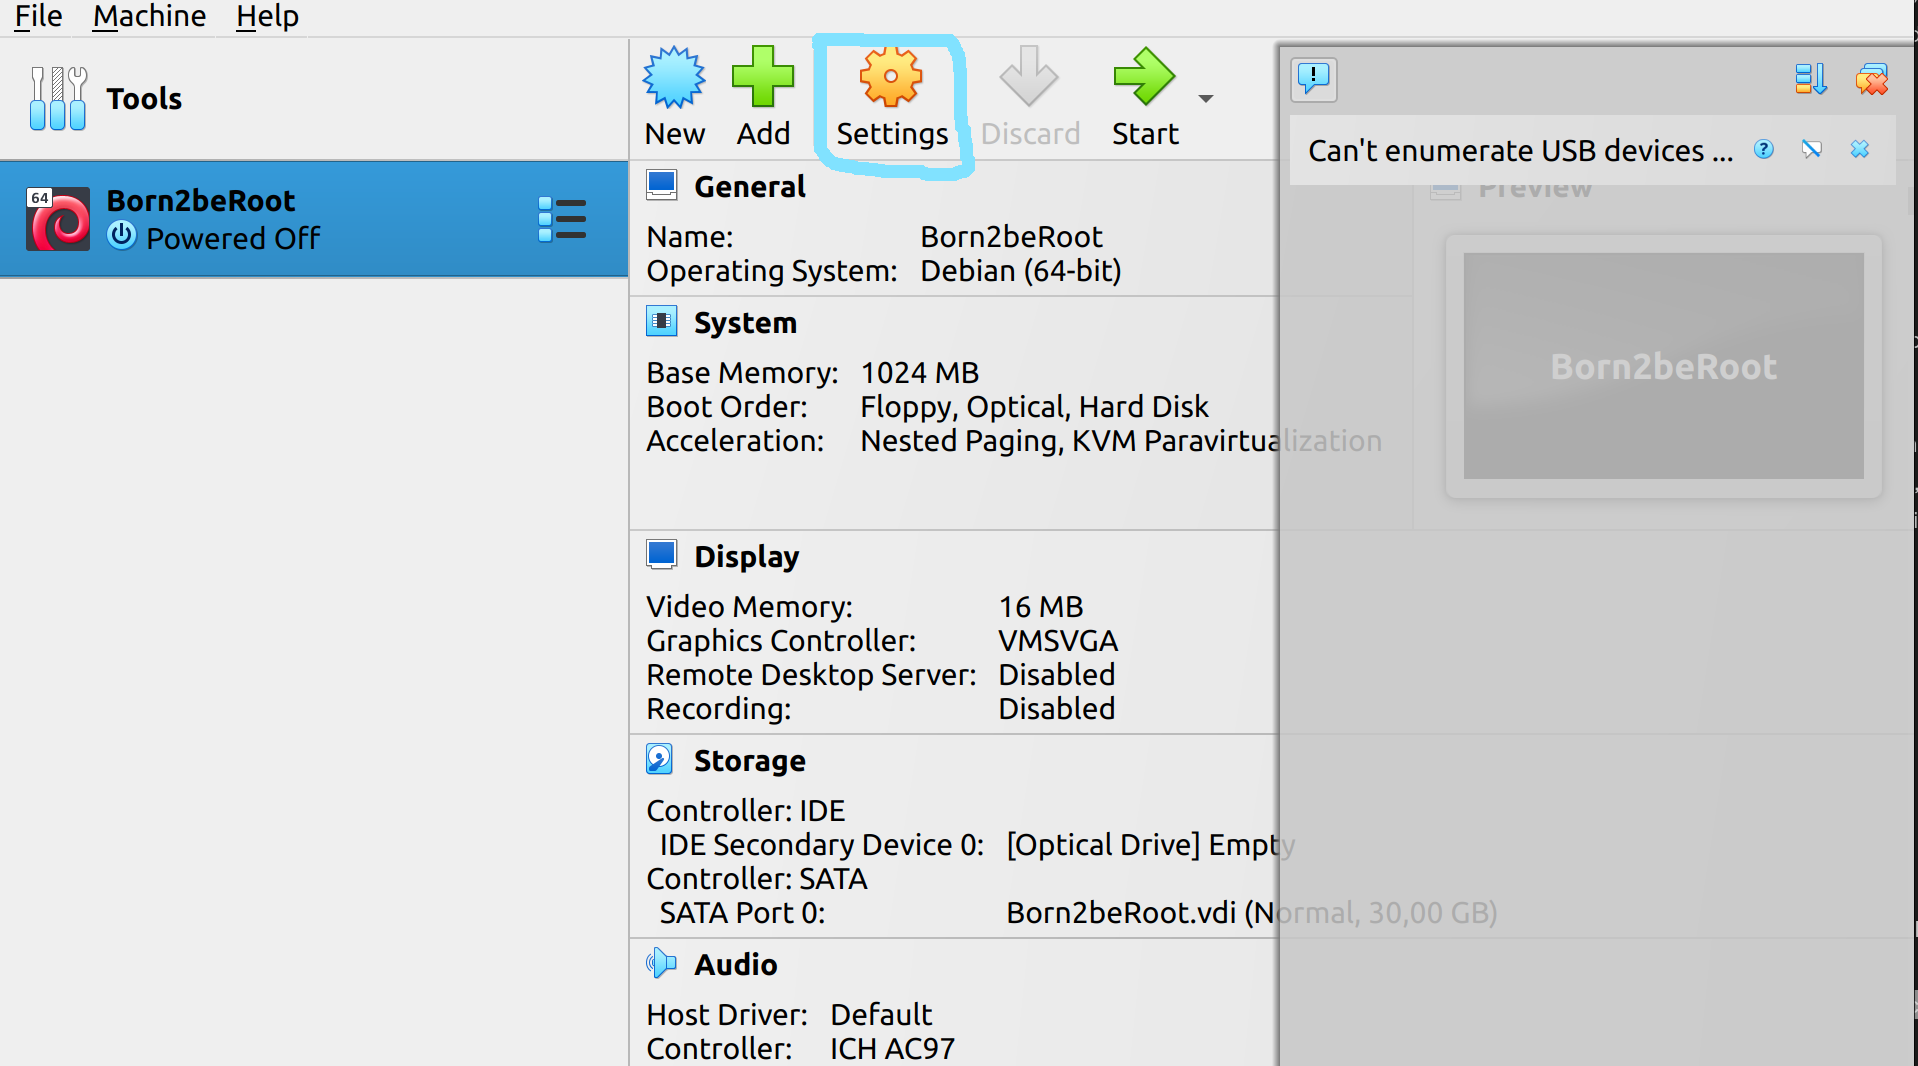 File Machine Help
Tools
New Add Settings Discard Start
64
Born2beRoot
Powered Off
Can't enumerate USB devices ...
General
Name: Born2beRoot
Operating System: Debian (64-bit)
Preview
Born2beRoot
System
Base Memory: 1024 MB
Boot Order: Floppy, Optical, Hard Disk
Acceleration: Nested Paging, KVM Paravirtualization
Display
Video Memory: 16 MB
Graphics Controller: VMSVGA
Remote Desktop Server: Disabled
Recording: Disabled
Storage
Controller: IDE
IDE Secondary Device 0: [Optical Drive] Empty
Controller: SATA
SATA Port 0: Born2beRoot.vdi (Normal, 30,00 GB)
Audio
Host Driver: Default
Controller: ICH AC97